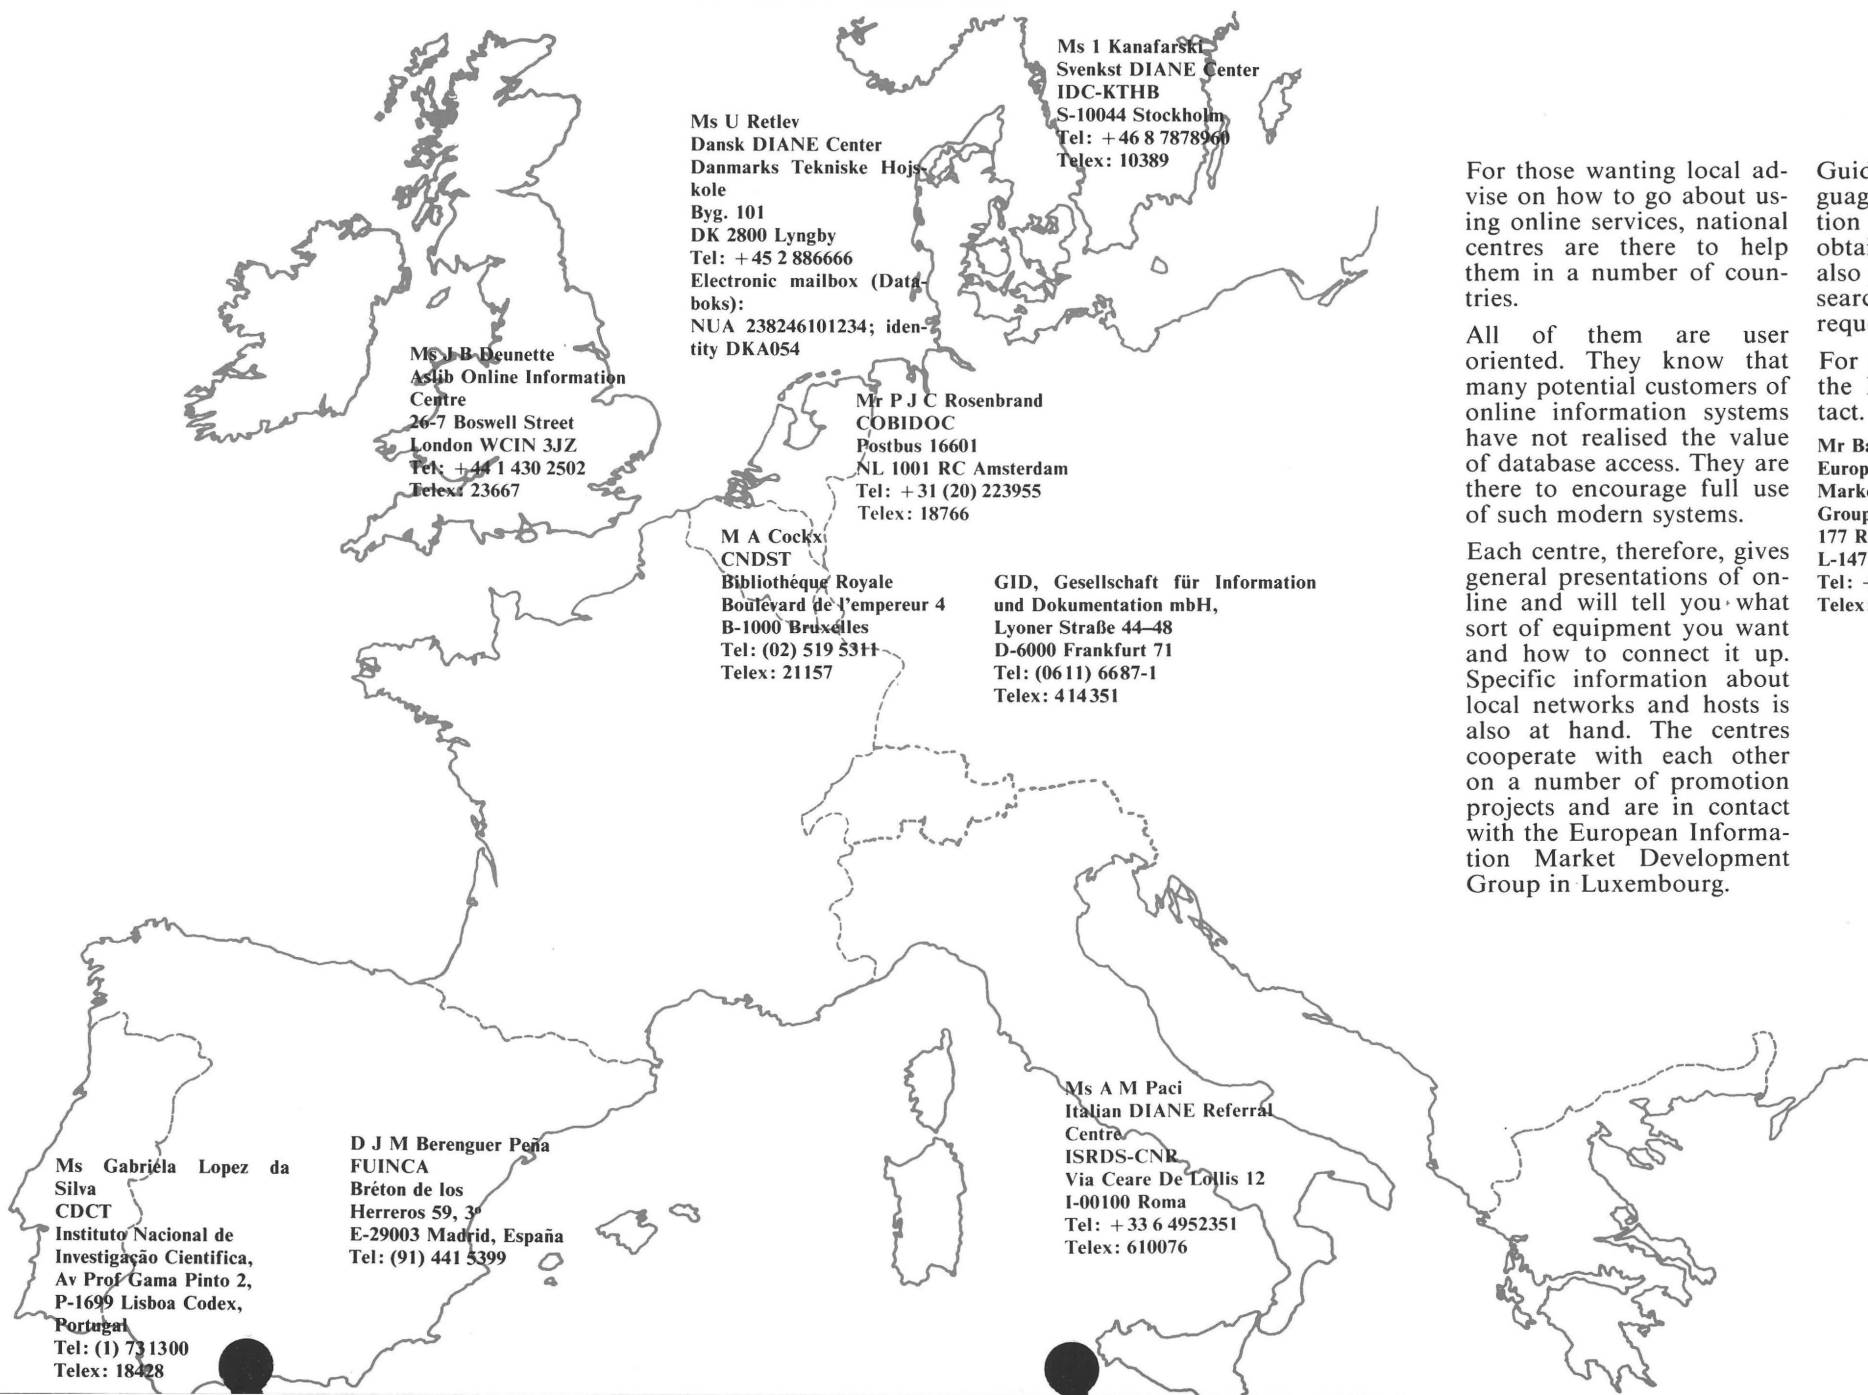 Ms 1 Kanafarski
Svenkst DIANE Center
IDC-KTHB
S-10044 Stockholm
Tel: +46 8 7878960
Telex: 10389
Ms U Retlev
Dansk DIANE Center
Danmarks Tekniske Hojs-
kole
Byg. 101
DK 2800 Lyngby
Tel: +45 2 886666
Electronic mailbox (Data-
boks):
NUA 238246101234; iden-
tity DKA054
Ms J B Deunette
Aslib Online Information
Centre
26-7 Boswell Street
London WCIN 3JZ
Tel: +44 1 430 2502
Telex: 23667
Mr P J C Rosenbrand
COBIDOC
Postbus 16601
NL 1001 RC Amsterdam
Tel: +31 (20) 223955
Telex: 18766
M A Cockx
CNDST
Bibliothéque Royale
Boulevard de l'empereur 4
B-1000 Bruxelles
Tel: (02) 519 5311
Telex: 21157
GID, Gesellschaft für Information
und Dokumentation mbH,
Lyoner Straße 44–48
D-6000 Frankfurt 71
Tel: (0611) 6687-1
Telex: 414351
Ms Gabriela Lopez da
Silva
CDCT
Instituto Nacional de
Investigação Cientifica,
Av Prof Gama Pinto 2,
P-1699 Lisboa Codex,
Portugal
Tel: (1) 731300
Telex: 18428
D J M Berenguer Peña
FUINCA
Bréton de los
Herreros 59, 3º
E-29003 Madrid, España
Tel: (91) 441 5399
Ms A M Paci
Italian DIANE Referral
Centre
ISRDS-CNR
Via Ceare De Lollis 12
I-00100 Roma
Tel: +33 6 4952351
Telex: 610076
For those wanting local ad-
vise on how to go about us-
ing online services, national
centres are there to help
them in a number of coun-
tries.
All of them are user
oriented. They know that
many potential customers of
online information systems
have not realised the value
of database access. They are
there to encourage full use
of such modern systems.
Each centre, therefore, gives
general presentations of on-
line and will tell you what
sort of equipment you want
and how to connect it up.
Specific information about
local networks and hosts is
also at hand. The centres
cooperate with each other
on a number of promotion
projects and are in contact
with the European Informa-
tion Market Development
Group in Luxembourg.
Guid
guag
tion
obta
also
searc
requ
For
the
tact.
Mr Ba
Europ
Marke
Group
177 R
L-147
Tel:
Telex